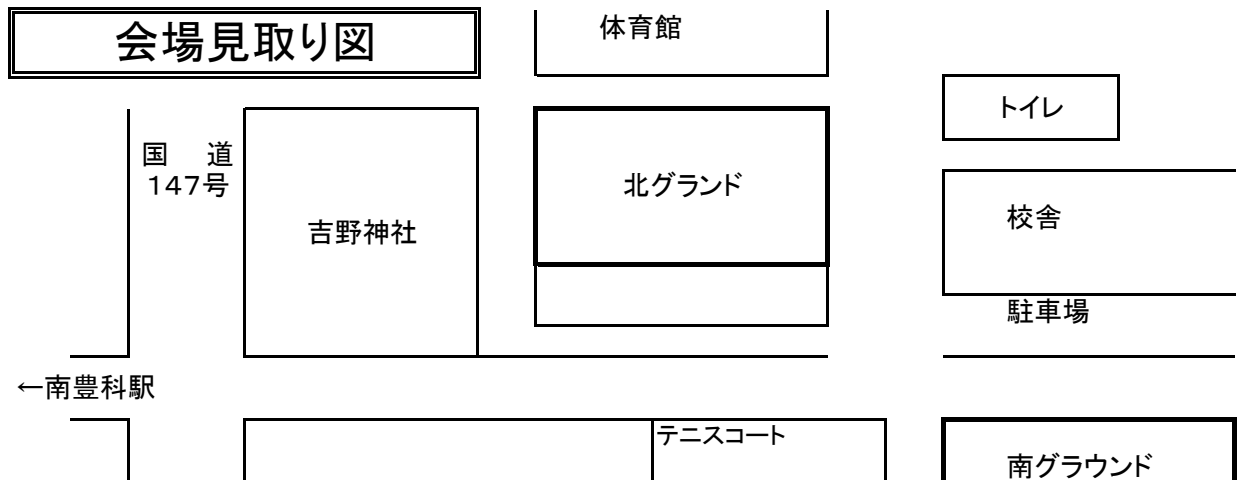 会場見取り図
体育館
トイレ
国　道
147号
北グランド
吉野神社
校舎
駐車場
←南豊科駅
テニスコート
南グラウンド